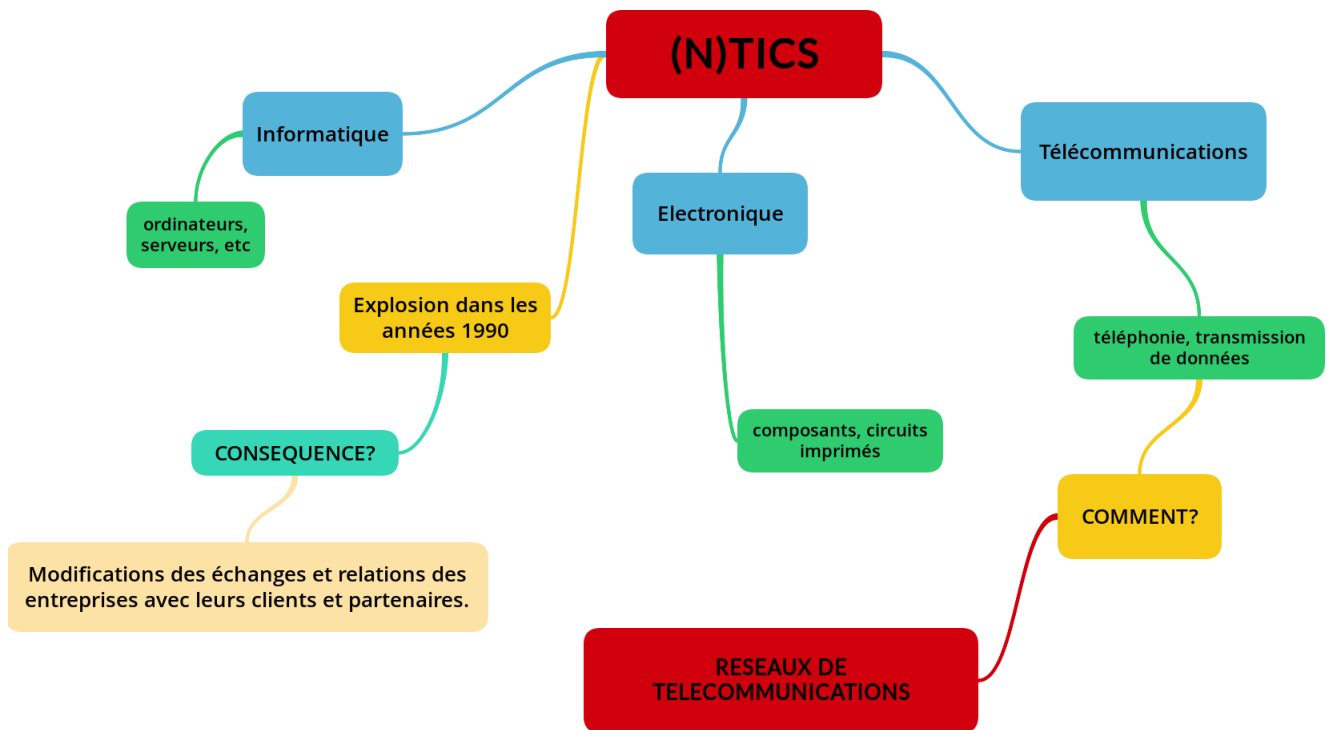 (N)TICS
Informatique
Télécommunications
Electronique
ordinateurs,
serveurs, etc
Explosion dans les
années 1990
téléphonie, transmission
de données
composants, circuits
imprimés
CONSEQUENCE?
COMMENT?
Modifications des échanges et relations des
entreprises avec leurs clients et partenaires.
RESEAUX DE
TELECOMMUNICATIONS